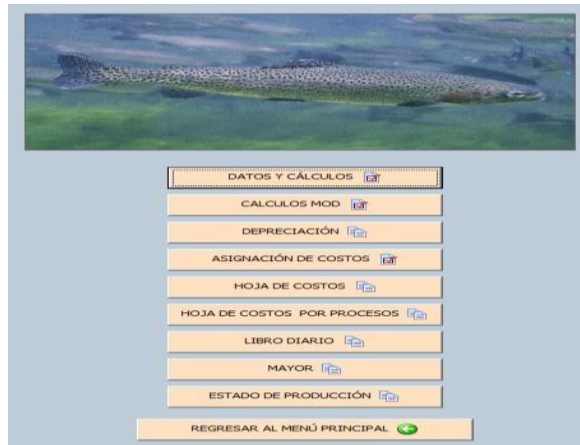 DATOS Y CÁLCULOS
CALCULOS MOD
DEPRECIACIÓN
ASIGNACIÓN DE COSTOS
HOJA DE COSTOS
HOJA DE COSTOS POR PROCESOS
LIBRO DIARIO
MAYOR
ESTADO DE PRODUCCIÓN
REGRESAR AL MENÚ PRINCIPAL